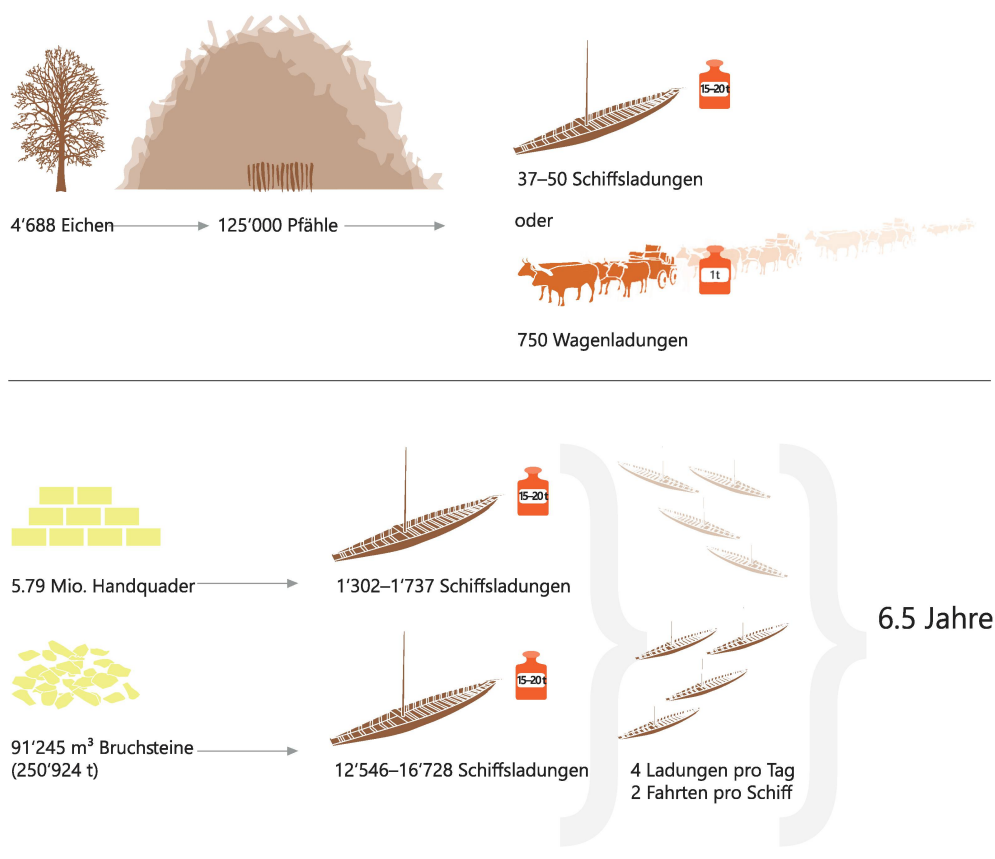 15–20 t
37–50 Schiffsladungen
4‘688 Eichen
125‘000 Pfähle
oder
1 t
750 Wagenladungen
15–20 t
5.79 Mio. Handquader
1‘302–1‘737 Schiffsladungen
6.5 Jahre
15–20 t
91‘245 m³ Bruchsteine
(250‘924 t)
12‘546–16‘728 Schiffsladungen
4 Ladungen pro Tag
2 Fahrten pro Schiff